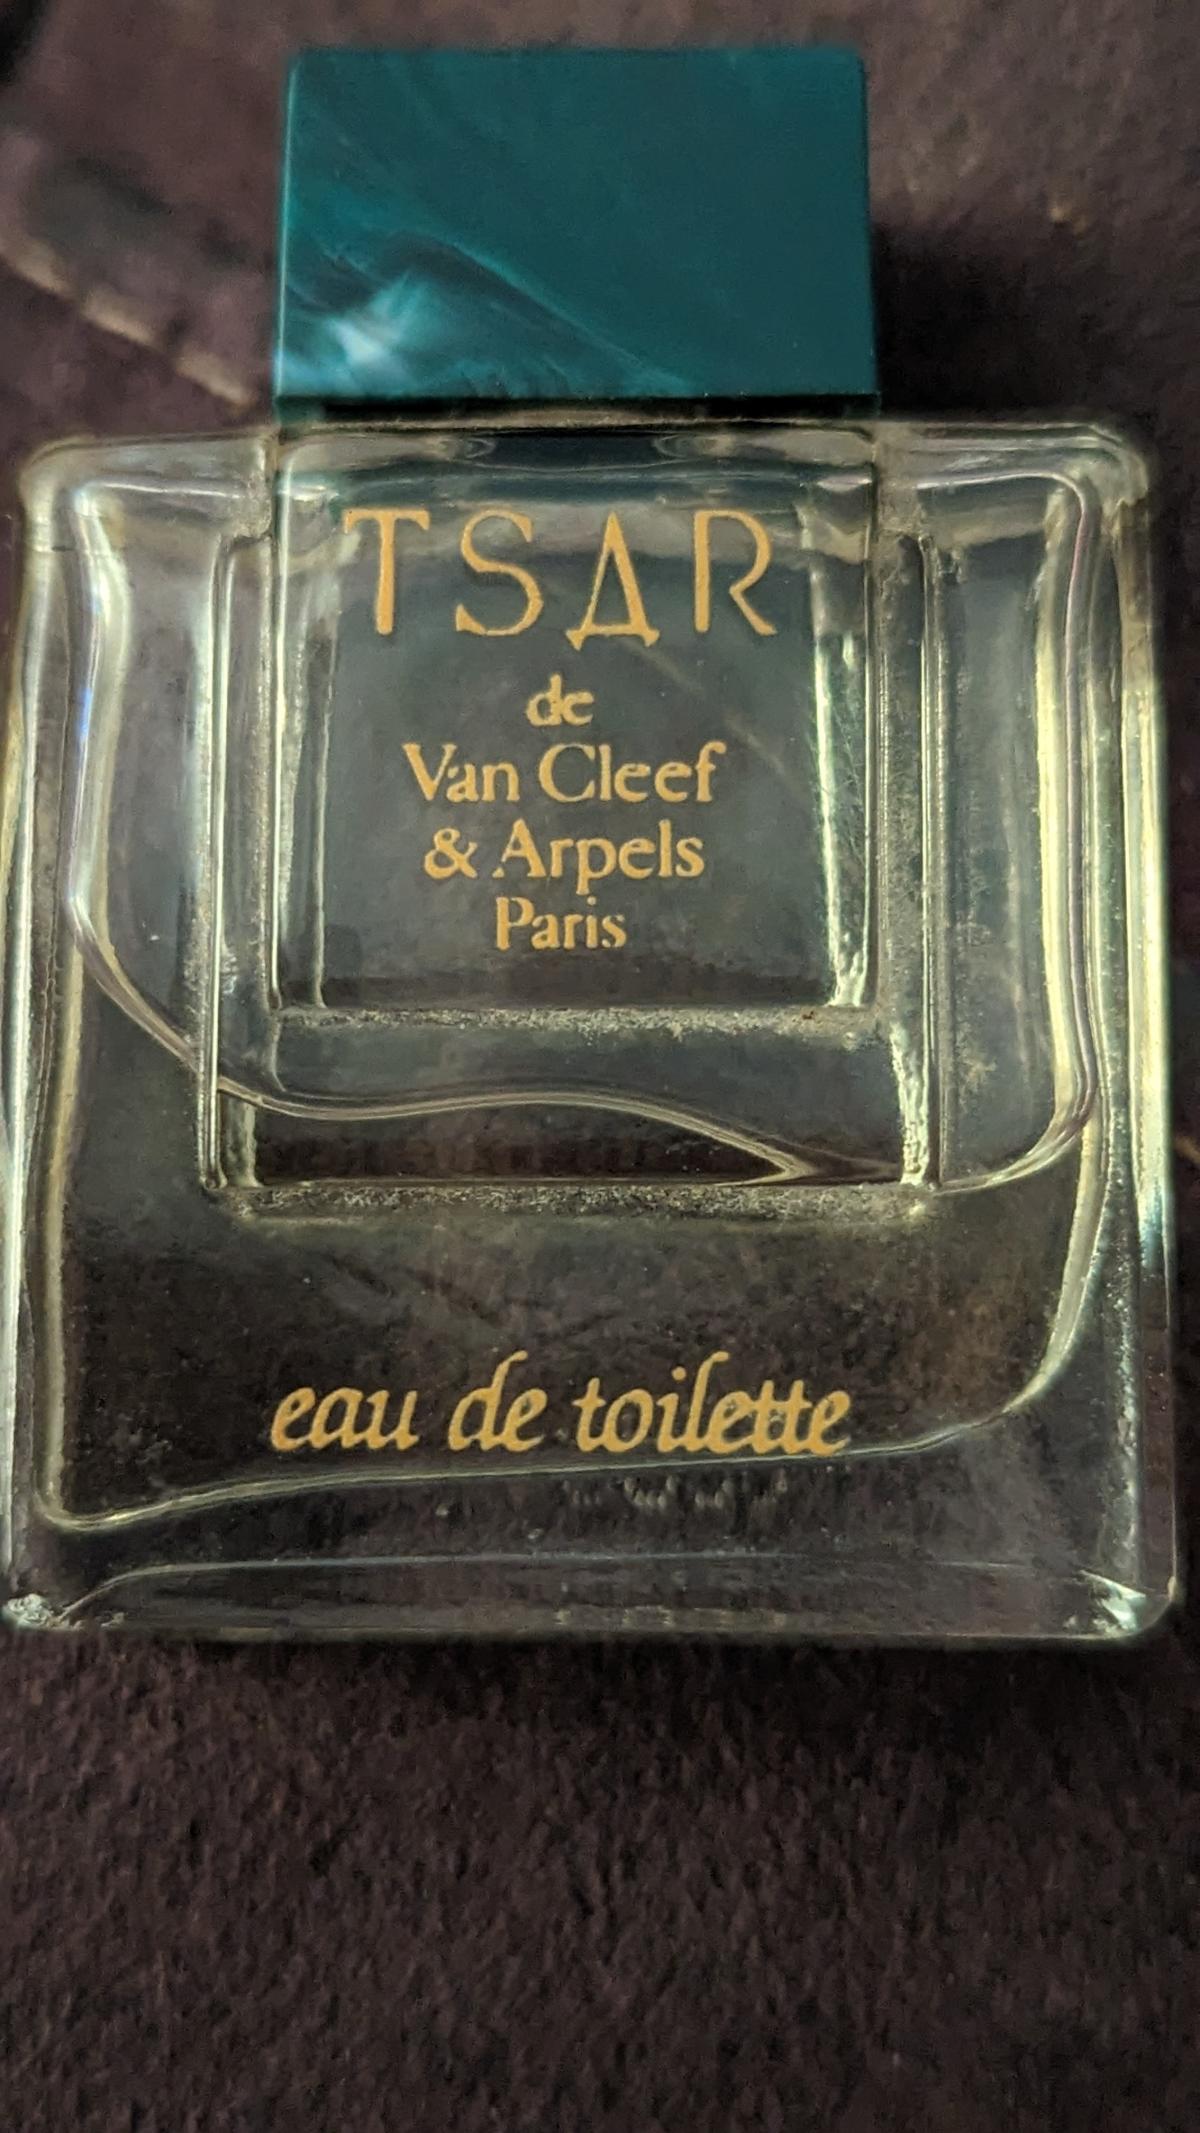 TSAR
de
Van Cleef
& Arpels
Paris
eau de toilette